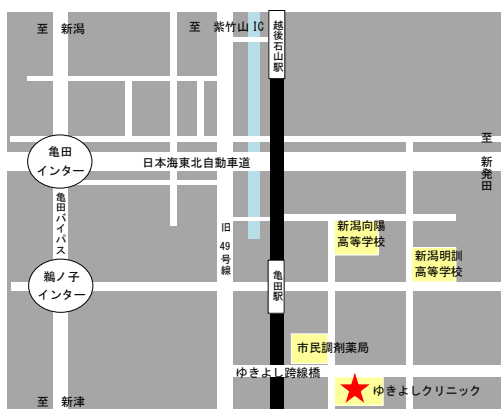 至 新潟
至 紫竹山 IC
越後石山駅
至 新発田
亀田
インター
日本海東北自動車道
亀田バイパス
旧49号線
新潟向陽
高等学校
新潟明訓
高等学校
亀田駅
鵜ノ子
インター
市民調剤薬局
ゆきよし跨線橋
ゆきよしクリニック
至 新津